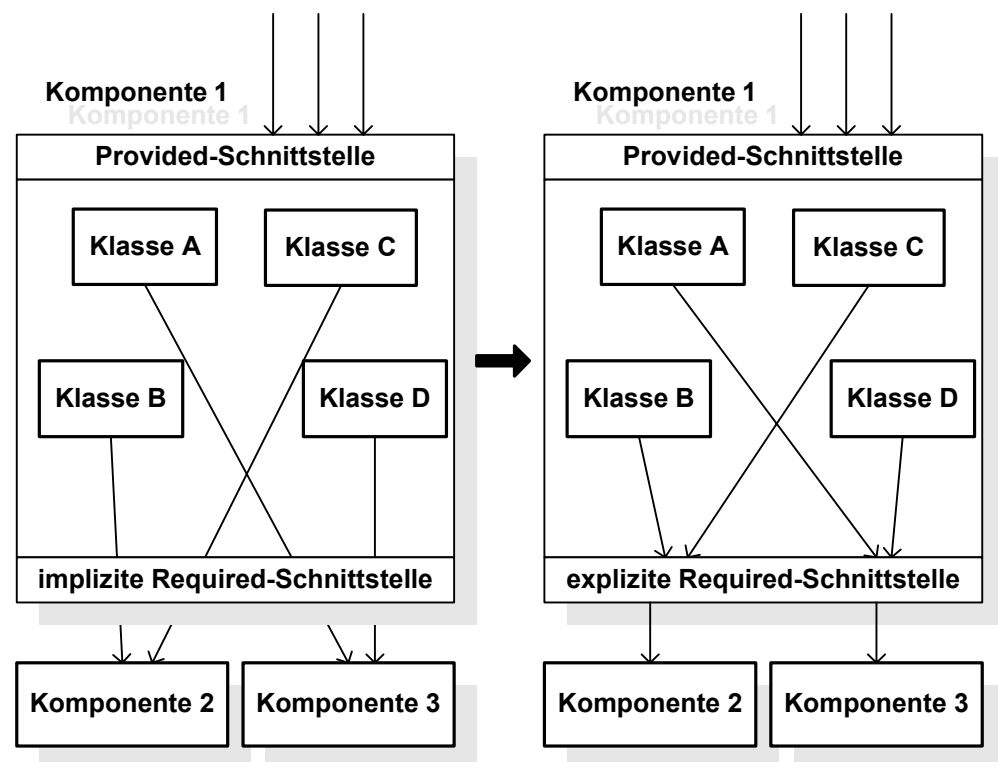 Komponente 1
Komponente 1
Provided-Schnittstelle
Klasse A
Klasse C
Klasse B
Klasse D
implizite Required-Schnittstelle
Komponente 2
Komponente 3
Komponente 1
Komponente 1
Provided-Schnittstelle
Klasse A
Klasse C
Klasse B
Klasse D
explizite Required-Schnittstelle
Komponente 2
Komponente 3